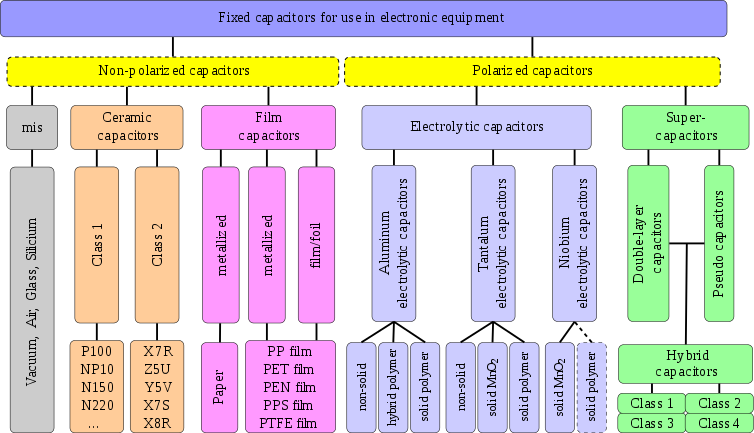 Fixed capacitors for use in electronic equipment
Non-polarized capacitors
Polarized capacitors
mis
Ceramic
capacitors
Film
capacitors
Electrolytic capacitors
Super-
capacitors
Vacuum, Air, Glass, Silicium
Class 1
Class 2
metallized
metallized
film/foil
Aluminum
electrolytic capacitors
Tantalum
electrolytic capacitors
Niobium
electrolytic capacitors
Double-layer
capacitors
Pseudo capacitors
P100
NP10
N150
N220
...
X7R
Z5U
Y5V
X7S
X8R
Paper
PP film
PET film
PEN film
PPS film
PTFE film
non-solid
hybrid polymer
solid polymer
non-solid
solid MnO2
solid polymer
solid MnO2
solid polymer
Hybrid
capacitors
Class 1
Class 2
Class 3
Class 4